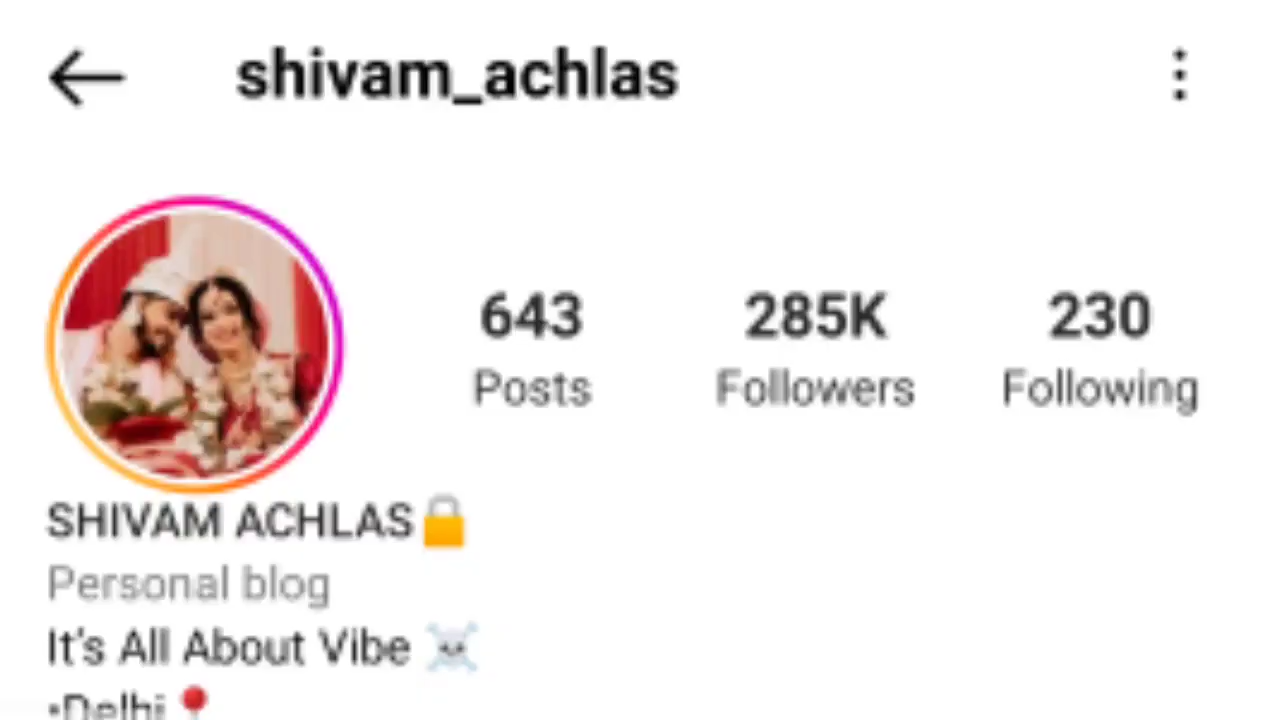 shivam_achlas
643 285K 230
Posts Followers Following
SHIVAM ACHLAS🔒
Personal blog
It's All About Vibe ☠️
•Delhi📍